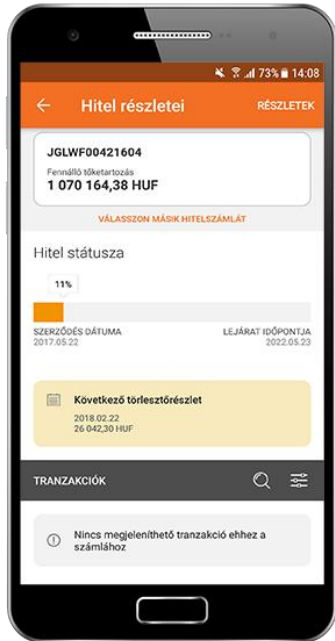 73% 14:08
Hitel részletei RÉSZLETEK
JGLWF00421604
Fennálló tőketartozás
1 070 164,38 HUF
VÁLASSZON MÁSIK HITELSZÁMLÁT
Hitel státusza
11%
SZERZŐDÉS DÁTUMA LEJÁRAT IDŐPONTJA
2017.05.22 2022.05.23
Következő törlesztőrészlet
2018.02.22
26 042,30 HUF
TRANZAKCIÓK
Nincs megjeleníthető tranzakció ehhez a
számlához